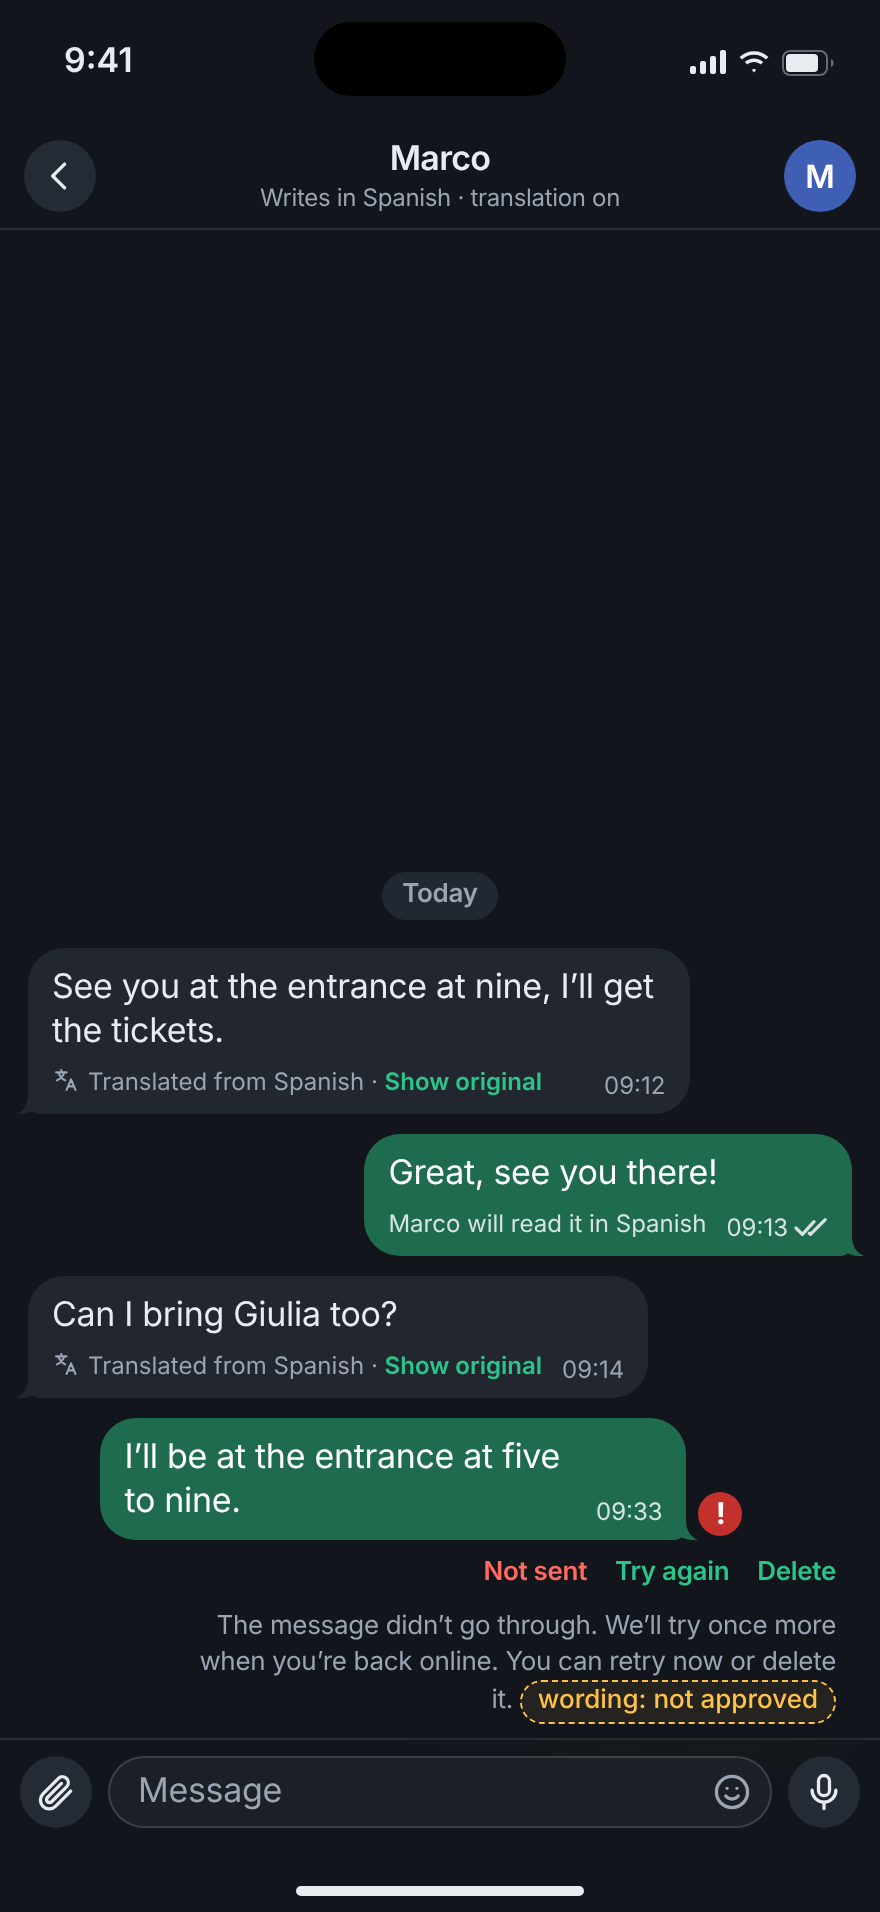 9:41
Marco
Writes in Spanish · translation on
M
Today
See you at the entrance at nine, I’ll get
the tickets.
Translated from Spanish · Show original 09:12
Great, see you there!
Marco will read it in Spanish 09:13
Can I bring Giulia too?
Translated from Spanish · Show original 09:14
I’ll be at the entrance at five
to nine. 09:33
!
Not sent Try again Delete
The message didn’t go through. We’ll try once more
when you’re back online. You can retry now or delete
it. wording: not approved
Message